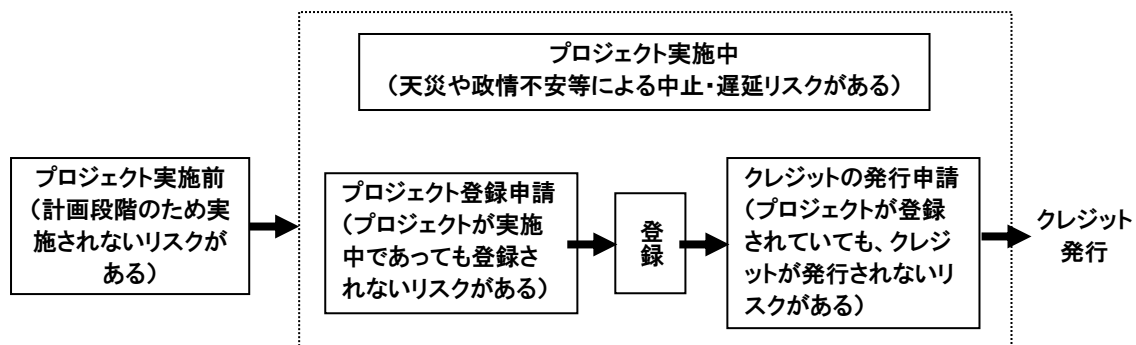 プロジェクト実施中
（天災や政情不安等による中止・遅延リスクがある）
プロジェクト実施前
（計画段階のため実
施されないリスクが
ある）
プロジェクト登録申請
（プロジェクトが実施
中であっても登録さ
れないリスクがある）
登
録
クレジットの発行申請
（プロジェクトが登録
されていても、クレジ
ットが発行されないリ
スクがある）
クレジット
発行